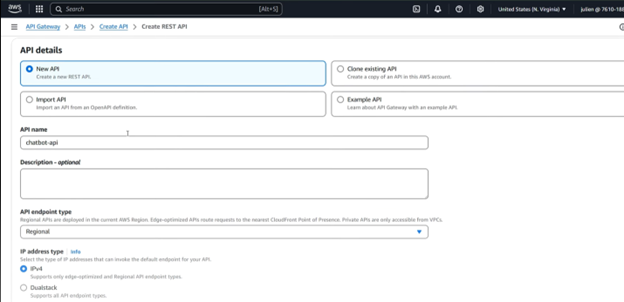 aws
Search [Alt+S] United States (N. Virginia) julien @ 7610-188
API Gateway > APIs > Create API > Create REST API
API details
New API
Create a new REST API.
Clone existing API
Create a copy of an API in this AWS account.
Import API
Import an API from an OpenAPI definition.
Example API
Learn about API Gateway with an example API.
API name
chatbot-api
Description - optional
API endpoint type
Regional APIs are deployed in the current AWS Region. Edge-optimized APIs route requests to the nearest CloudFront Point of Presence. Private APIs are only accessible from VPCs.
Regional
IP address type Info
Select the type of IP addresses that can invoke the default endpoint for your API.
IPv4
Supports only edge-optimized and Regional API endpoint types.
Dualstack
Supports all API endpoint types.